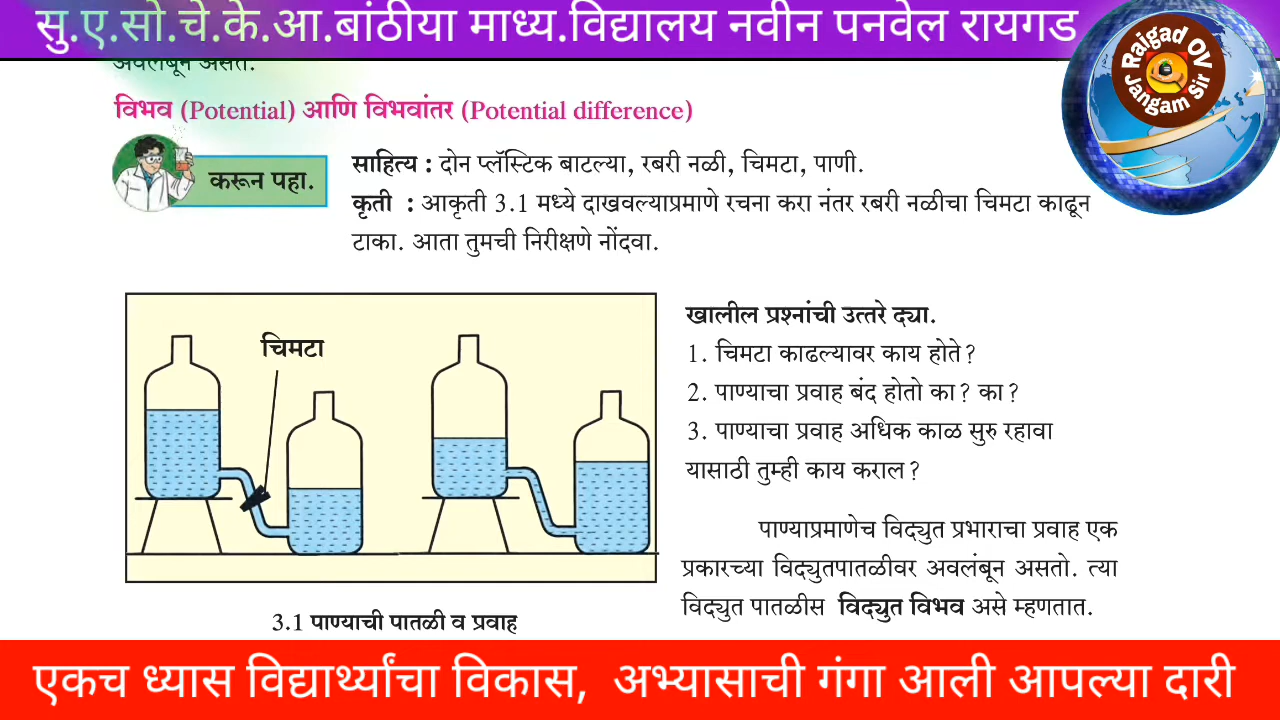 सु.ए.सो.चे.के.आ.बांठीया माध्य.विद्यालय नवीन पनवेल रायगड
Raigad OV
Jangam Sir
अवलंबून असते.
विभव (Potential) आणि विभवांतर (Potential difference)
करून पहा.
साहित्य : दोन प्लॅस्टिक बाटल्या, रबरी नळी, चिमटा, पाणी.
कृती : आकृती 3.1 मध्ये दाखवल्याप्रमाणे रचना करा नंतर रबरी नळीचा चिमटा काढून
टाका. आता तुमची निरीक्षणे नोंदवा.
चिमटा
3.1 पाण्याची पातळी व प्रवाह
खालील प्रश्नांची उत्तरे द्या.
1. चिमटा काढल्यावर काय होते?
2. पाण्याचा प्रवाह बंद होतो का? का?
3. पाण्याचा प्रवाह अधिक काळ सुरु रहावा
यासाठी तुम्ही काय कराल?
पाण्याप्रमाणेच विद्युत प्रभाराचा प्रवाह एक
प्रकारच्या विद्युतपातळीवर अवलंबून असतो. त्या
विद्युत पातळीस विद्युत विभव असे म्हणतात.
एकच ध्यास विद्यार्थ्यांचा विकास, अभ्यासाची गंगा आली आपल्या दारी